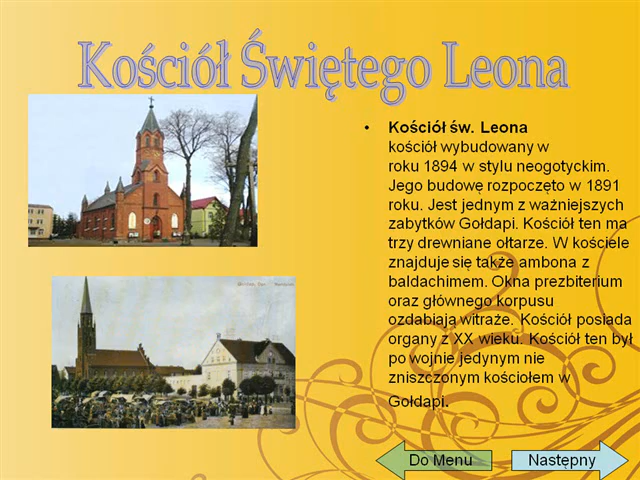 Kościół Świętego Leona
• Kościół św. Leona
kościół wybudowany w
roku 1894 w stylu neogotyckim.
Jego budowę rozpoczęto w 1891
roku. Jest jednym z ważniejszych
zabytków Gołdapi. Kościół ten ma
trzy drewniane ołtarze. W kościele
znajduje się także ambona z
baldachimem. Okna prezbiterium
oraz głównego korpusu
ozdabiają witraże. Kościół posiada
organy z XX wieku. Kościół ten był
po wojnie jedynym nie
zniszczonym kościołem w
Gołdapi.
Do Menu
Następny